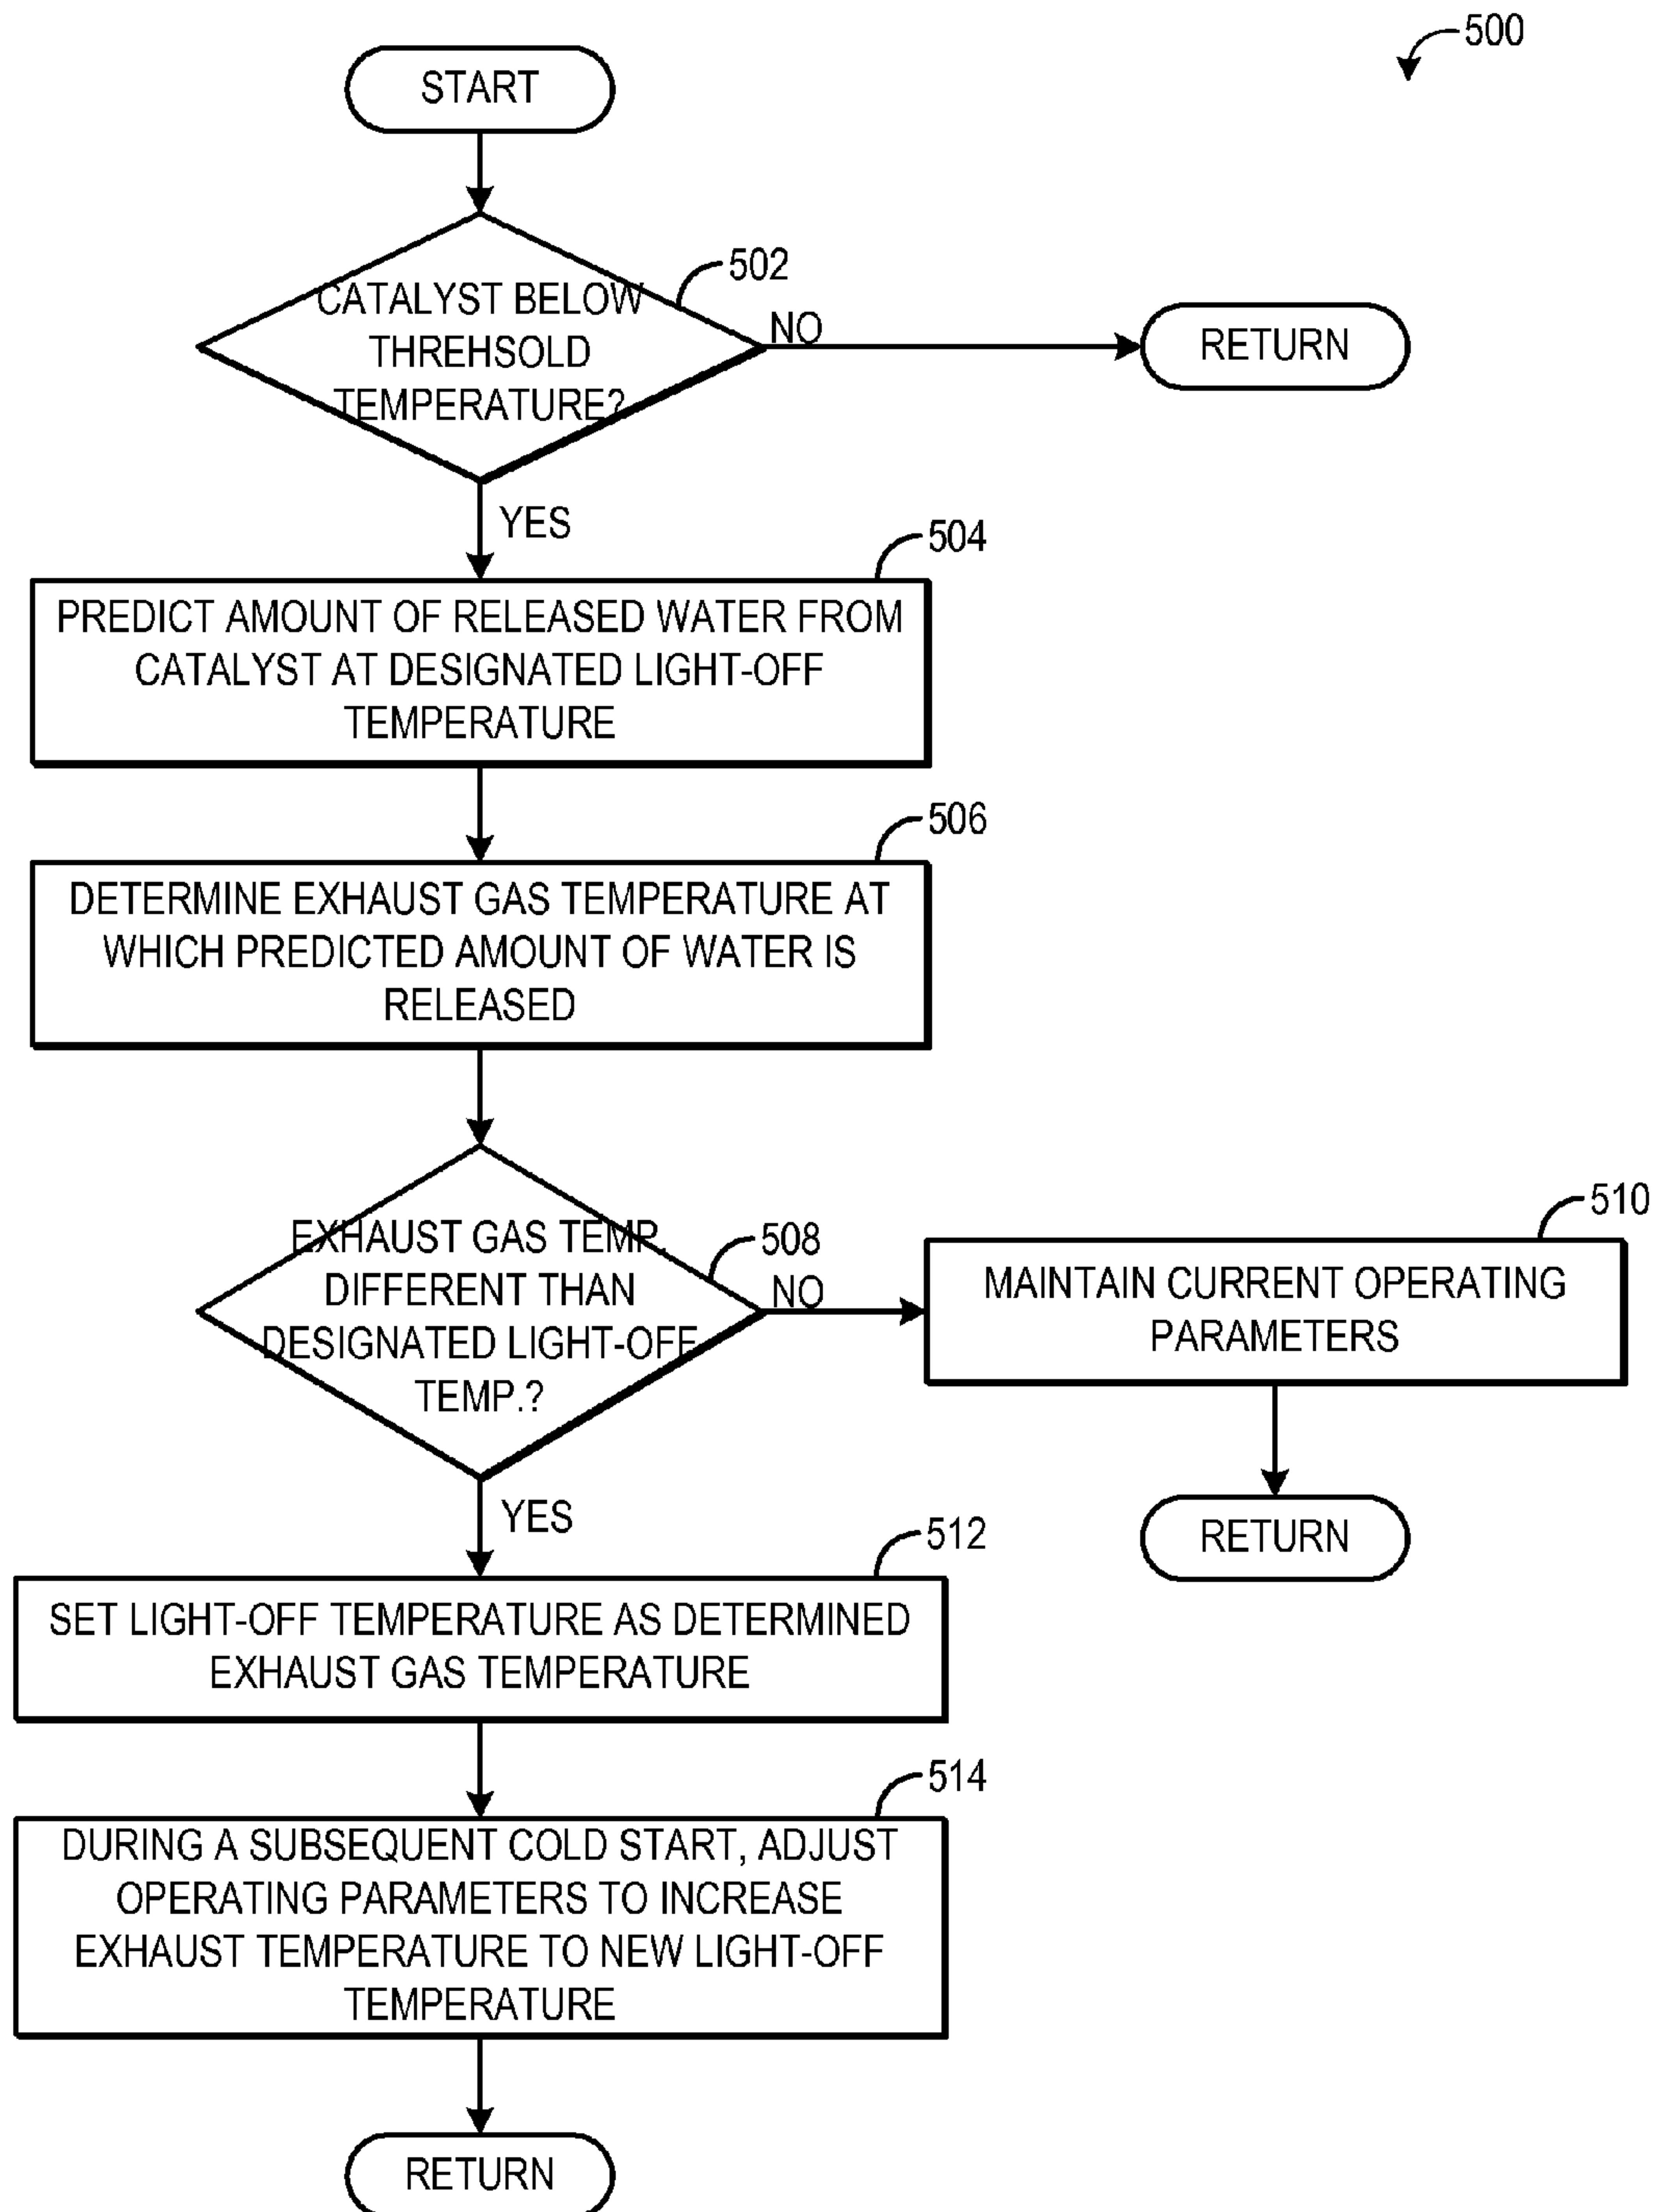 500
START
502
CATALYST BELOW
THREHSOLD
TEMPERATURE?
NO
RETURN
YES
504
PREDICT AMOUNT OF RELEASED WATER FROM
CATALYST AT DESIGNATED LIGHT-OFF
TEMPERATURE
506
DETERMINE EXHAUST GAS TEMPERATURE AT
WHICH PREDICTED AMOUNT OF WATER IS
RELEASED
508
EXHAUST GAS TEMP.
DIFFERENT THAN
DESIGNATED LIGHT-OFF
TEMP.?
NO
510
MAINTAIN CURRENT OPERATING
PARAMETERS
RETURN
YES
512
SET LIGHT-OFF TEMPERATURE AS DETERMINED
EXHAUST GAS TEMPERATURE
514
DURING A SUBSEQUENT COLD START, ADJUST
OPERATING PARAMETERS TO INCREASE
EXHAUST TEMPERATURE TO NEW LIGHT-OFF
TEMPERATURE
RETURN